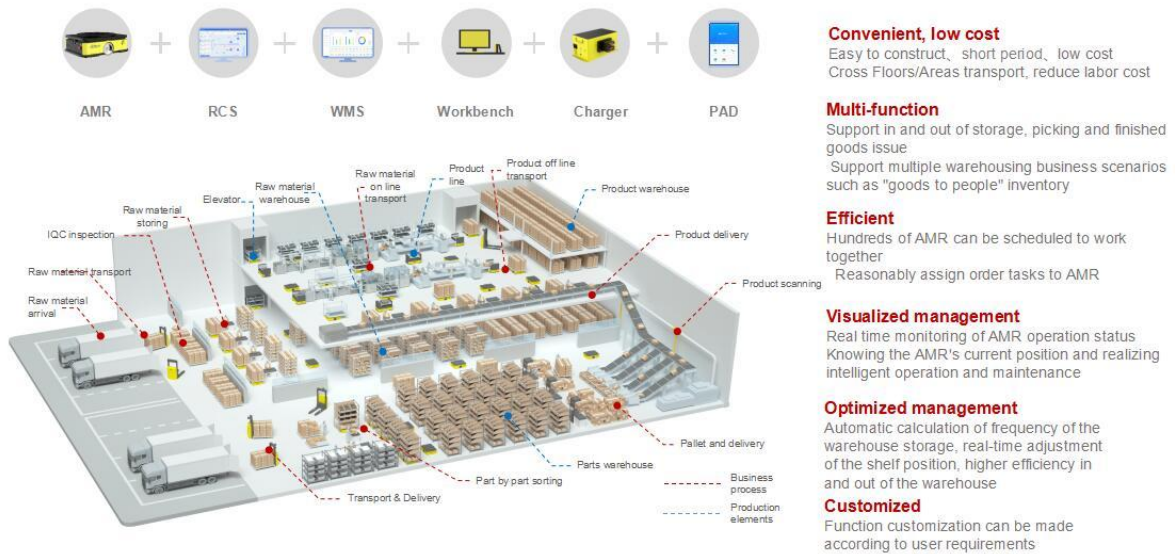 AMR
RCS
WMS
Workbench
Charger
PAD
Raw material
arrival
Raw material transport
IQC inspection
Raw material
storing
Elevator
Raw material
warehouse
Raw material
on line
transport
Product
line
Product off line
transport
Product warehouse
Product delivery
Product scanning
Pallet and delivery
Parts warehouse
Part by part sorting
Transport & Delivery
Business
process
Production
elements
Convenient, low cost
Easy to construct、short period、low cost
Cross Floors/Areas transport, reduce labor cost
Multi-function
Support in and out of storage, picking and finished
goods issue
Support multiple warehousing business scenarios
such as "goods to people" inventory
Efficient
Hundreds of AMR can be scheduled to work
together
Reasonably assign order tasks to AMR
Visualized management
Real time monitoring of AMR operation status
Knowing the AMR's current position and realizing
intelligent operation and maintenance
Optimized management
Automatic calculation of frequency of the
warehouse storage, real-time adjustment
of the shelf position, higher efficiency in
and out of the warehouse
Customized
Function customization can be made
according to user requirements